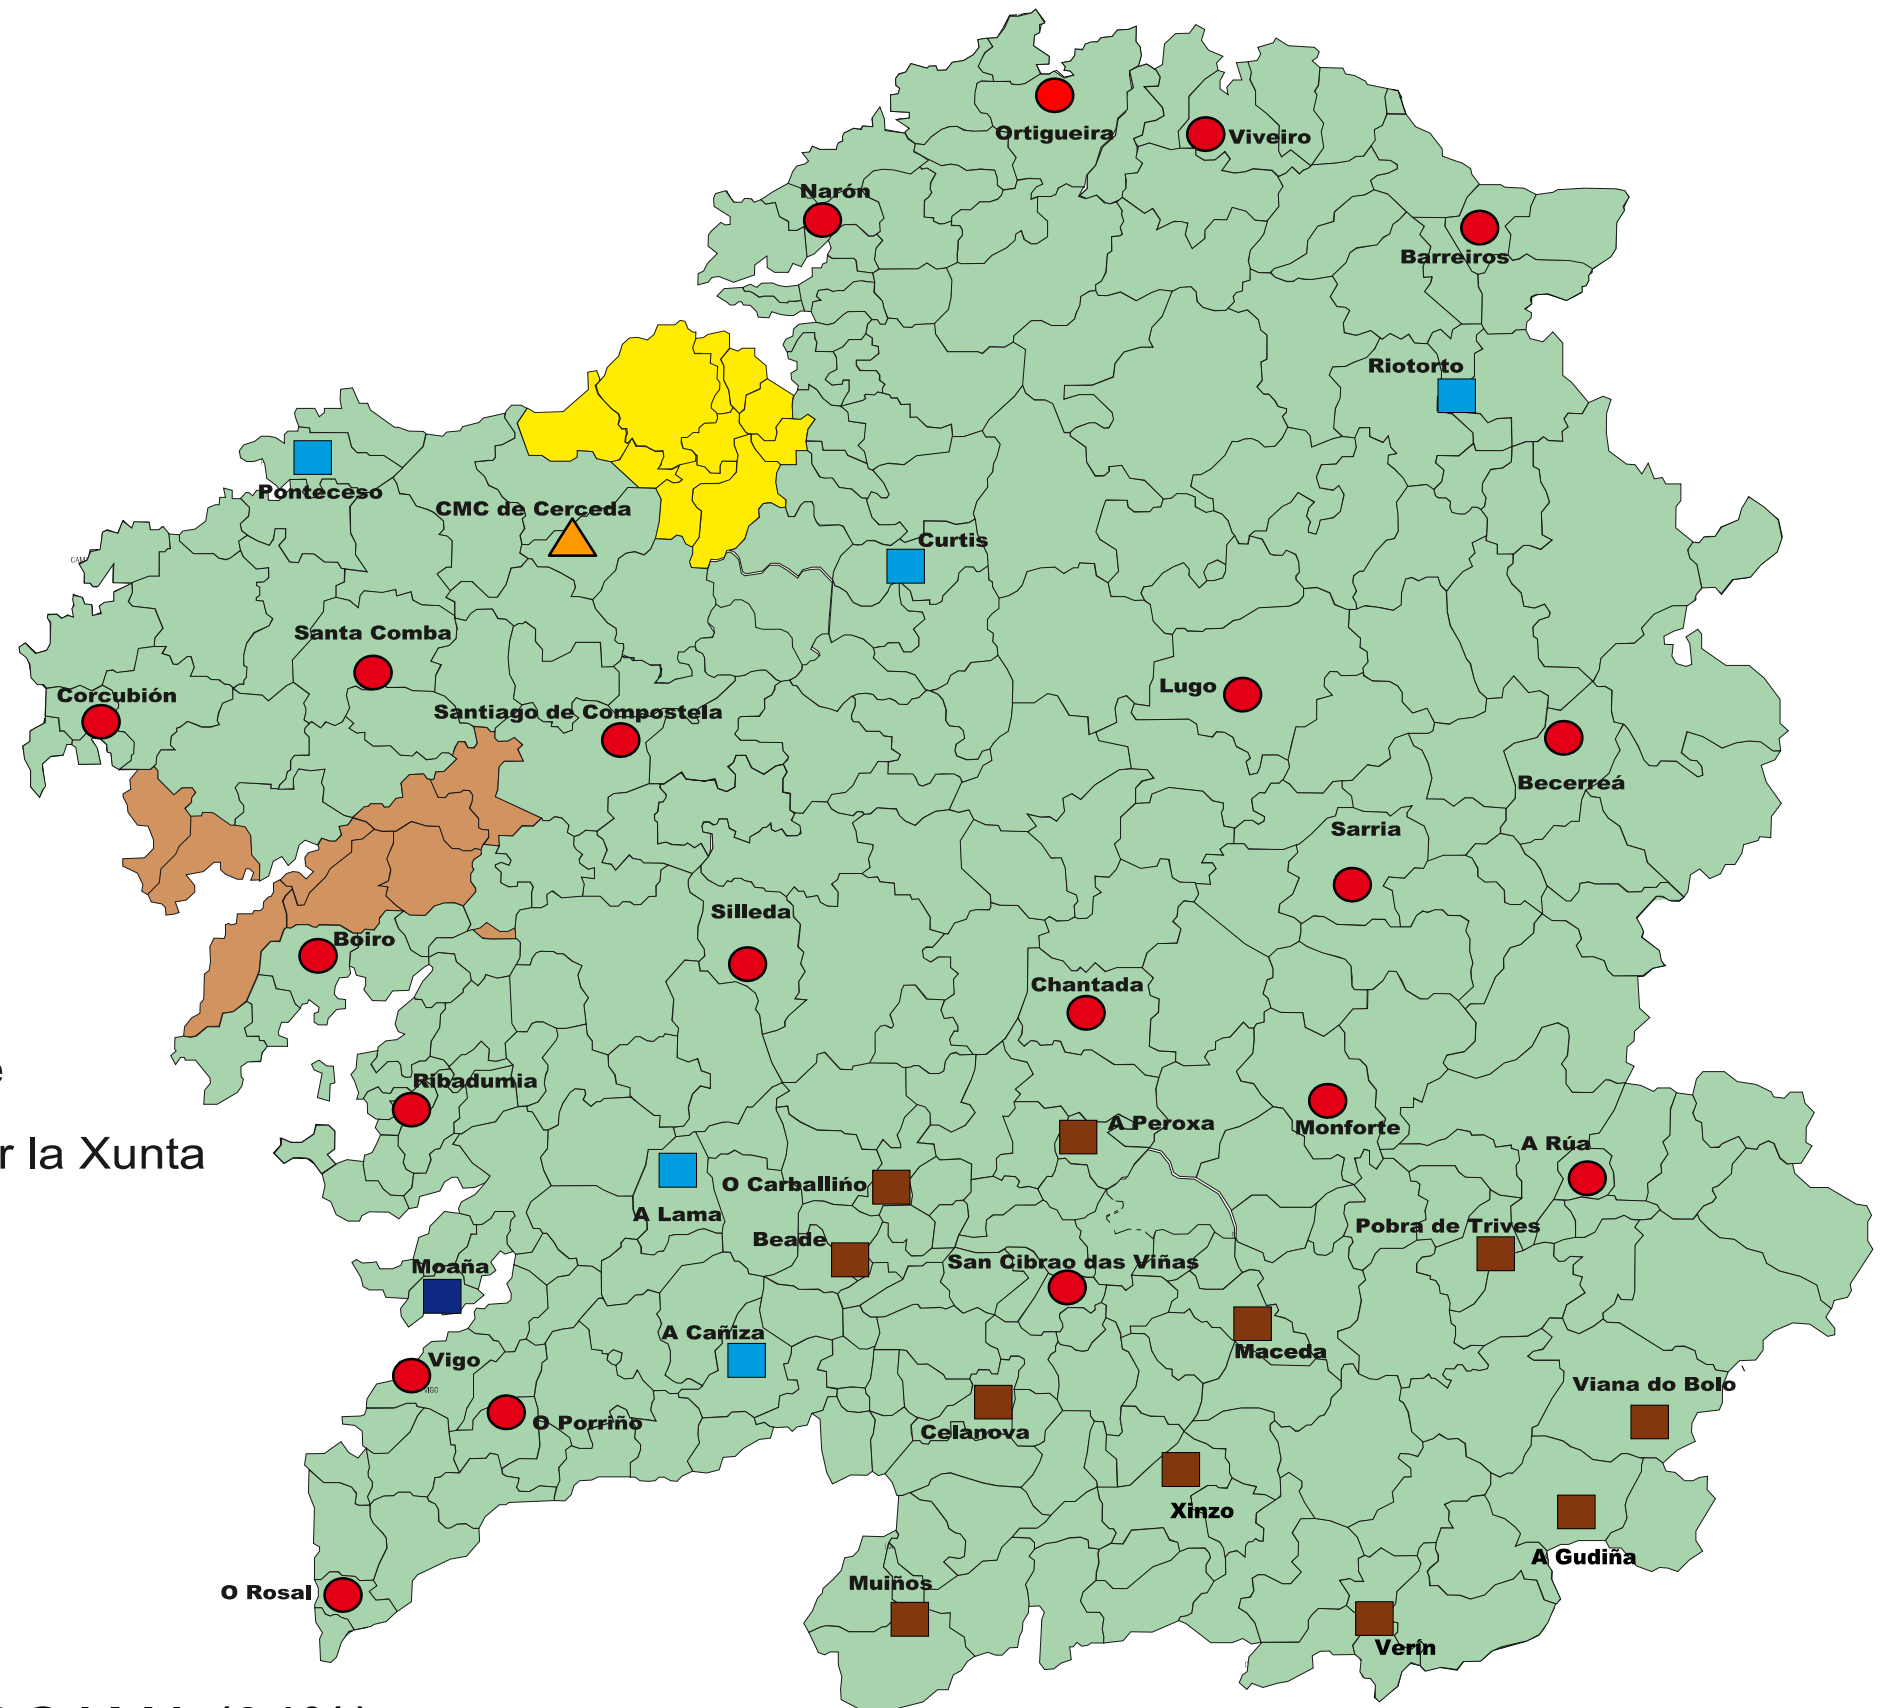 Ortigueira
Viveiro
Narón
Barreiros
Riotorto
Ponteceso
CMC de Cerceda
Curtis
Santa Comba
Corcubión
Santiago de Compostela
Lugo
Becerreá
Sarria
Silleda
Boiro
Chantada
Ribadumia
A Peroxa
Monforte
A Rúa
r la Xunta
O Carballiño
A Lama
Pobra de Trives
Beade
San Cibrao das Viñas
Moaña
A Cañiza
Maceda
Vigo
VIGO
Viana do Bolo
O Porriño
Celanova
Xinzo
A Gudiña
Muiños
O Rosal
Verín